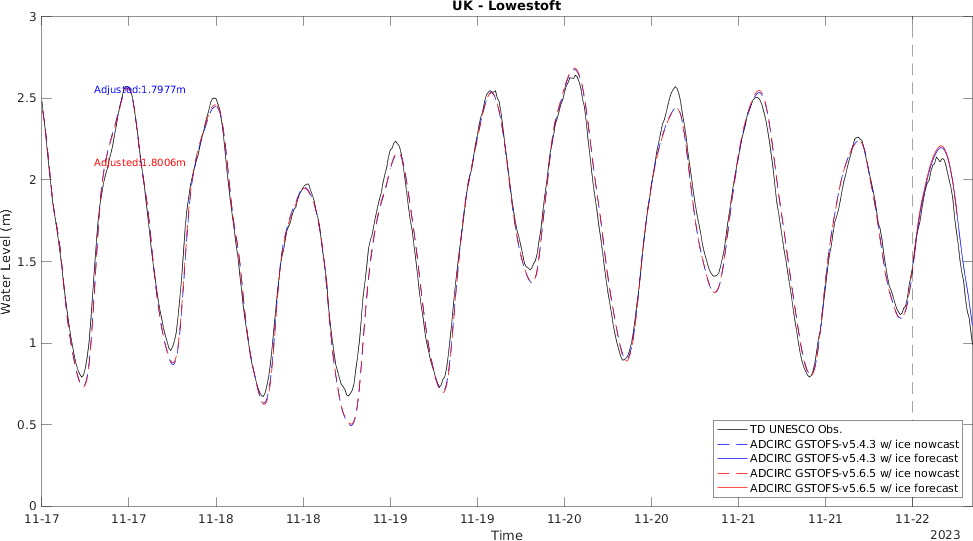 UK - Lowestoft
3
2.5
2
1.5
1
0.5
0
Water Level (m)
Adjusted:1.7977m
Adjusted:1.8006m
TD UNESCO Obs.
ADCIRC GSTOFS-v5.4.3 w/ ice nowcast
ADCIRC GSTOFS-v5.4.3 w/ ice forecast
ADCIRC GSTOFS-v5.6.5 w/ ice nowcast
ADCIRC GSTOFS-v5.6.5 w/ ice forecast
11-17 11-17 11-18 11-18 11-19 11-19 11-20 11-20 11-21 11-21 11-22
Time
2023